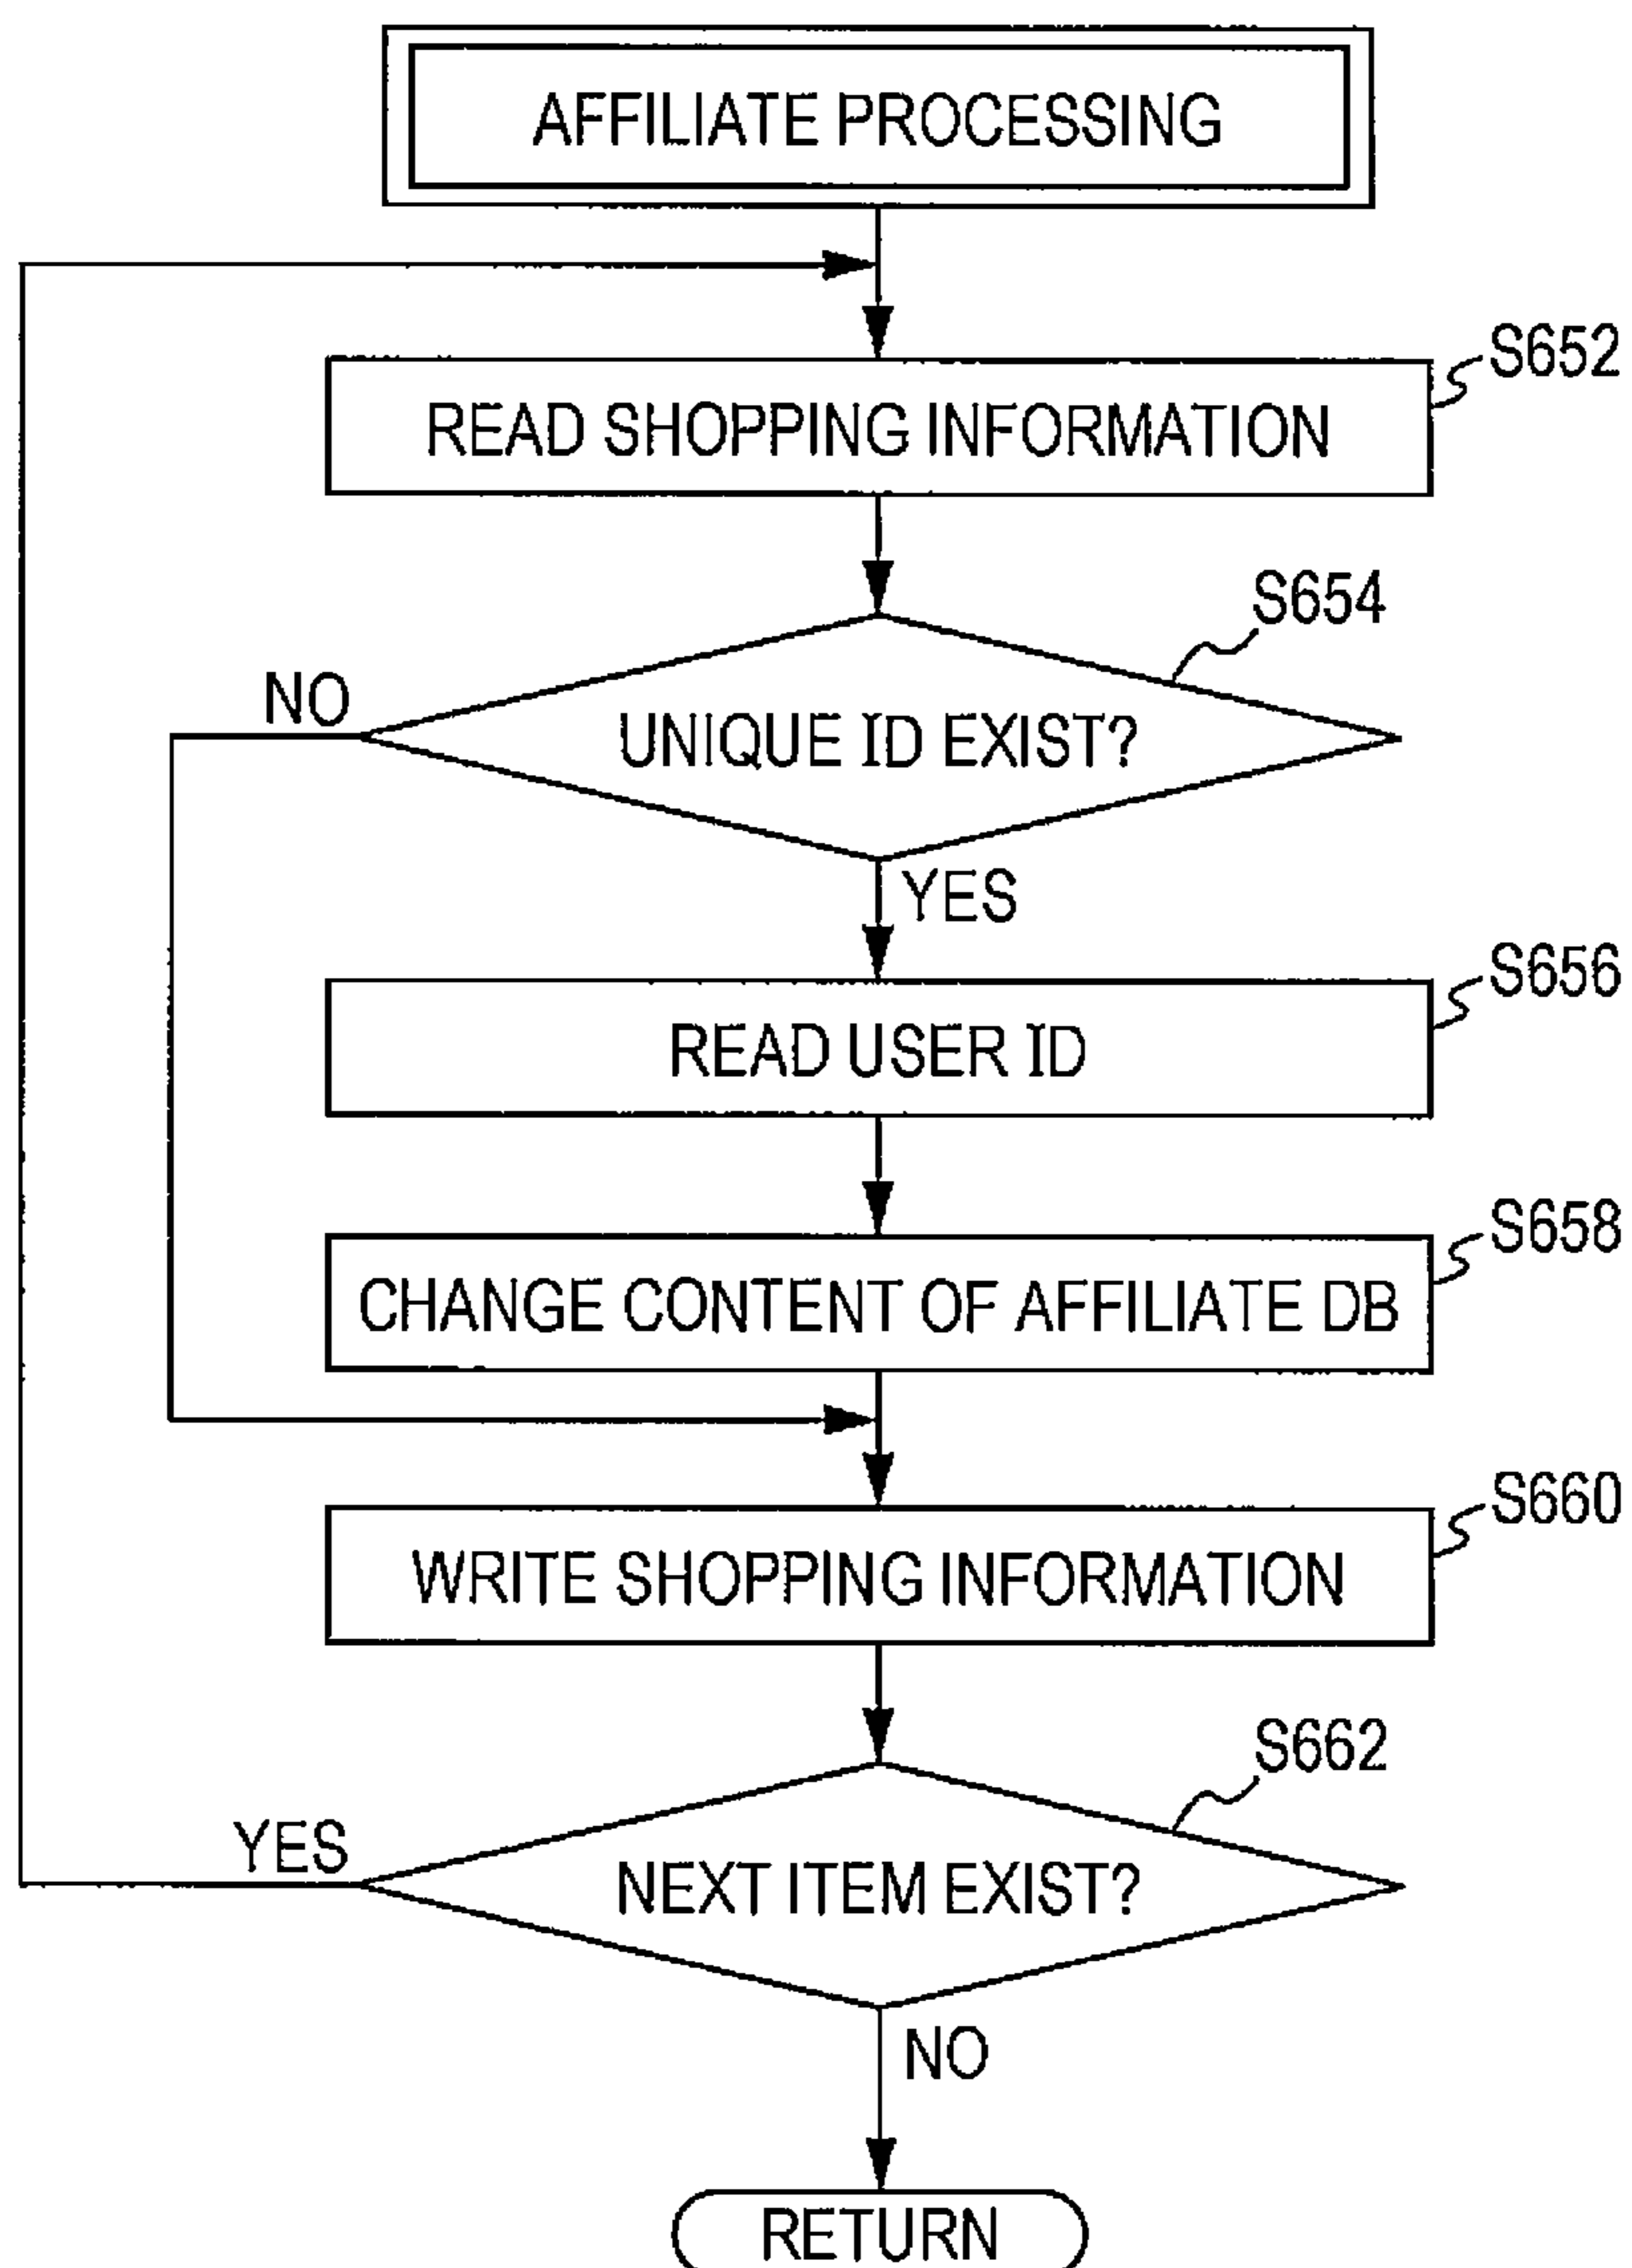 AFFILIATE PROCESSING
S652
READ SHOPPING INFORMATION
S654
NO
UNIQUE ID EXIST?
YES
S656
READ USER ID
S658
CHANGE CONTENT OF AFFILIATE DB
S660
WRITE SHOPPING INFORMATION
S662
YES
NEXT ITEM EXIST?
NO
RETURN